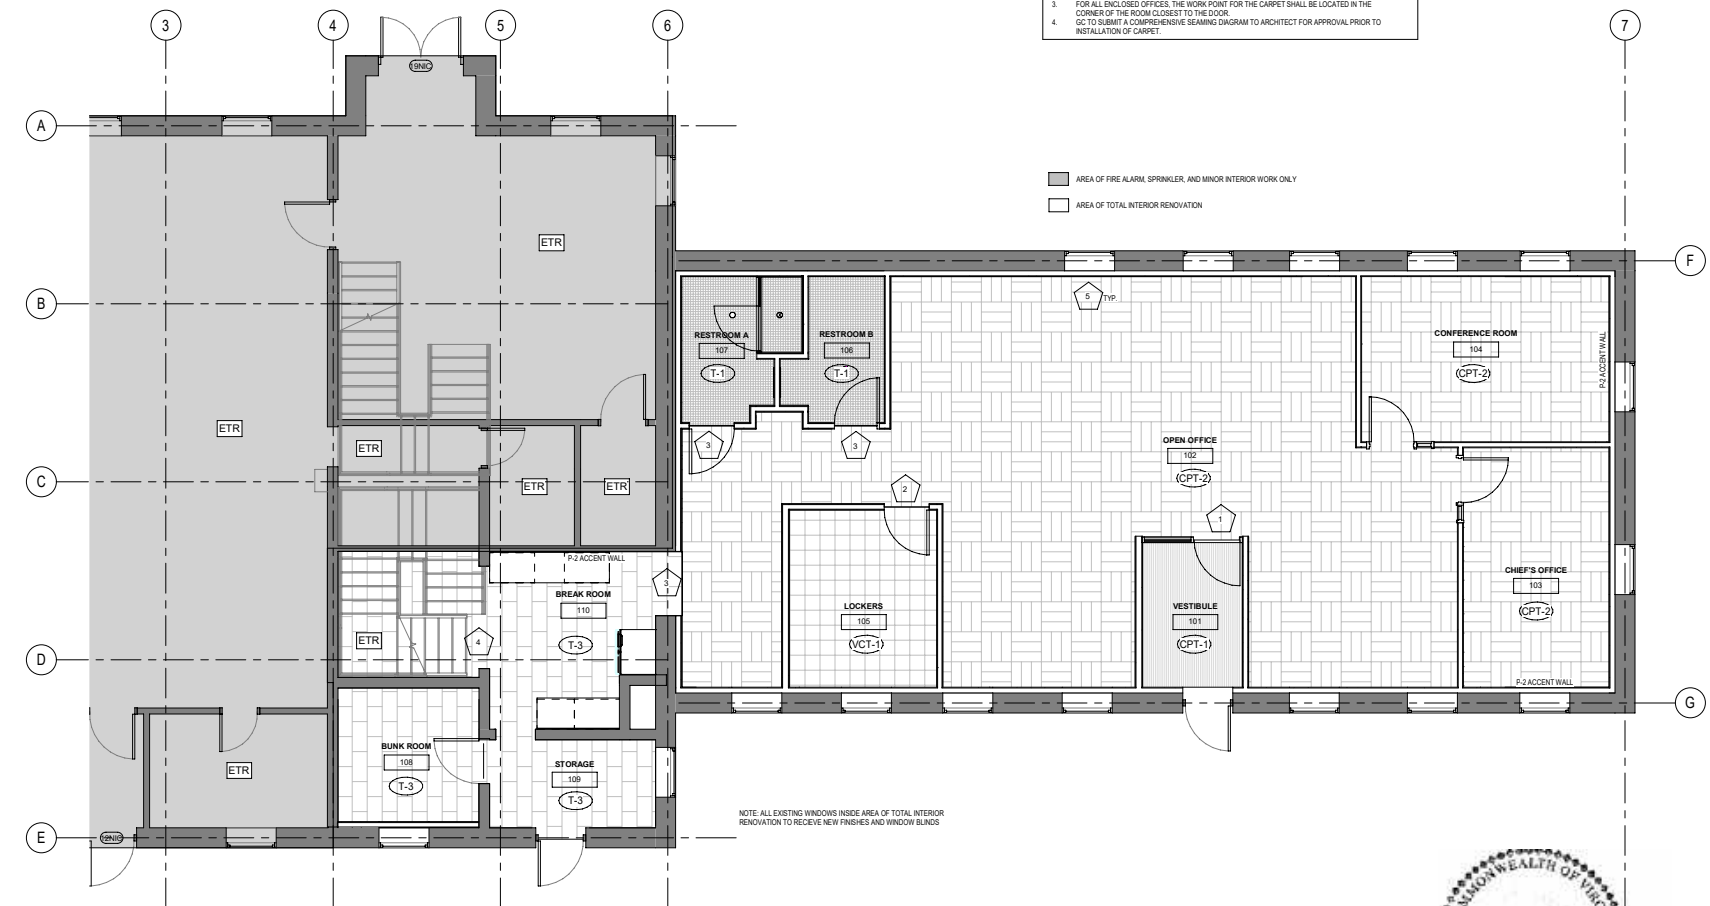 3. FOR ALL ENCLOSED OFFICES, THE WORK POINT FOR THE CARPET SHALL BE LOCATED IN THE
CORNER OF THE ROOM CLOSEST TO THE DOOR.
4. GC TO SUBMIT A COMPREHENSIVE SEAMING DIAGRAM TO ARCHITECT FOR APPROVAL PRIOR TO
INSTALLATION OF CARPET.
3
4
5
6
7
19NIC
A
AREA OF FIRE ALARM, SPRINKLER, AND MINOR INTERIOR WORK ONLY
AREA OF TOTAL INTERIOR RENOVATION
ETR
F
B
5
TYP.
RESTROOM A
107
T-1
RESTROOM B
106
T-1
CONFERENCE ROOM
104
(CPT-2)
P-2 ACCENT WALL
ETR
ETR
3
3
OPEN OFFICE
102
(CPT-2)
C
ETR
ETR
2
1
P-2 ACCENT WALL
3
BREAK ROOM
110
T-3
CHIEF'S OFFICE
103
(CPT-2)
LOCKERS
105
(VCT-1)
VESTIBULE
101
(CPT-1)
ETR
4
D
P-2 ACCENT WALL
G
BUNK ROOM
108
T-3
STORAGE
109
T-3
ETR
NOTE: ALL EXISTING WINDOWS INSIDE AREA OF TOTAL INTERIOR
RENOVATION TO RECIEVE NEW FINISHES AND WINDOW BLINDS
E
12NIC
MMONWEALTH OF VIRG